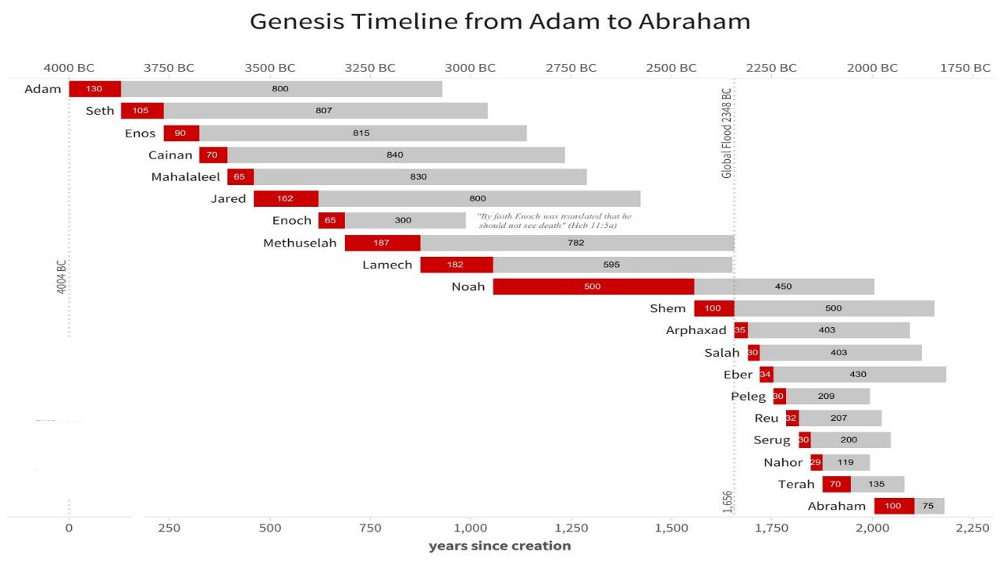 Genesis Timeline from Adam to Abraham
4000 BC 3750 BC 3500 BC 3250 BC 3000 BC 2750 BC 2500 BC 2250 BC 2000 BC 1750 BC
Adam 130 800
Seth 105 807
Enos 90 815
Cainan 70 840
Mahalaleel 65 830
Jared 162 800
Enoch 65 300 "By faith Enoch was translated that he
should not see death" (Heb 11:5a)
Methuselah 187 782
Lamech 182 595
Noah 500 450
Shem 100 500
Arphaxad 35 403
Salah 30 403
Eber 34 430
Peleg 30 209
Reu 32 207
Serug 30 200
Nahor 29 119
Terah 70 135
Abraham 100 75
4004 BC
Global Flood 2348 BC
1,656
0 250 500 750 1,000 1,250 1,500 1,750 2,000 2,250
years since creation